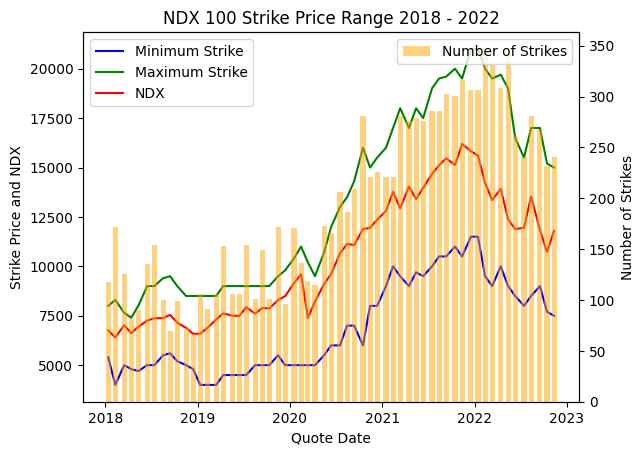 NDX 100 Strike Price Range 2018 - 2022
Minimum Strike
Maximum Strike
NDX
Number of Strikes
20000
17500
15000
12500
10000
7500
5000
Strike Price and NDX
350
300
250
200
150
100
50
0
Number of Strikes
2018 2019 2020 2021 2022 2023
Quote Date